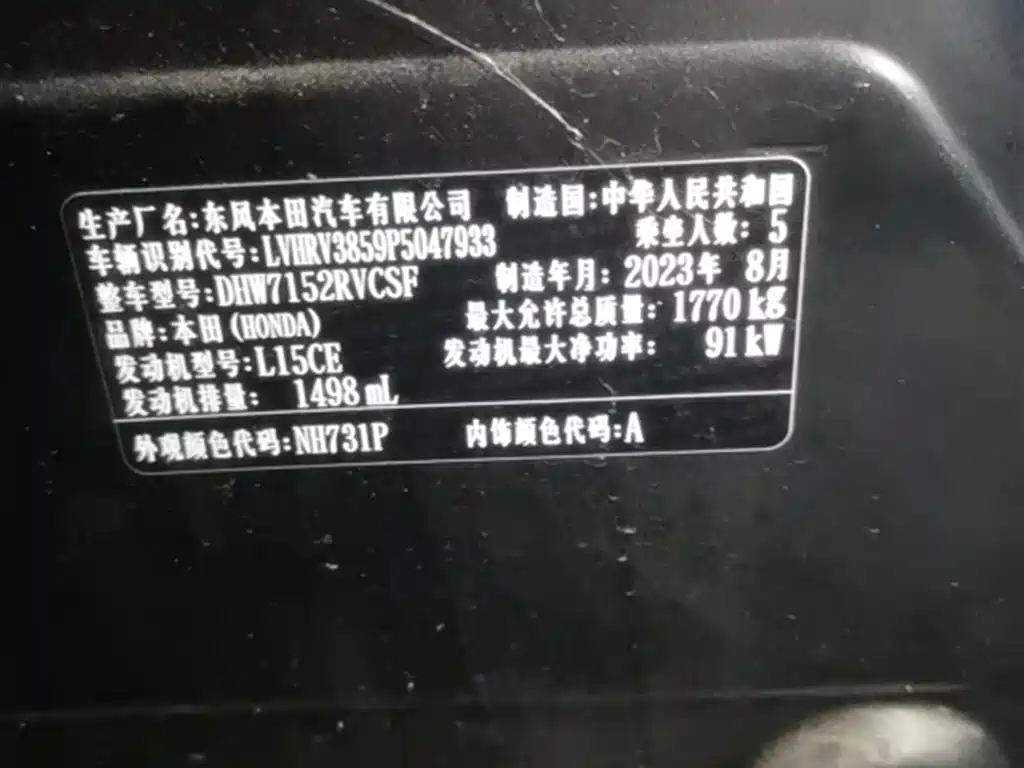 生产厂名:东风本田汽车有限公司 制造国:中华人民共和国
车辆识别代号:LVHRV3859P5047933 乘坐人数: 5
整车型号:DHW7152RVCSF 制造年月: 2023年 8月
品牌:本田(HONDA) 最大允许总质量: 1770 kg
发动机型号:L15CE 发动机最大净功率: 91 kW
发动机排量: 1498 mL
外观颜色代码:NH731P 内饰颜色代码:A